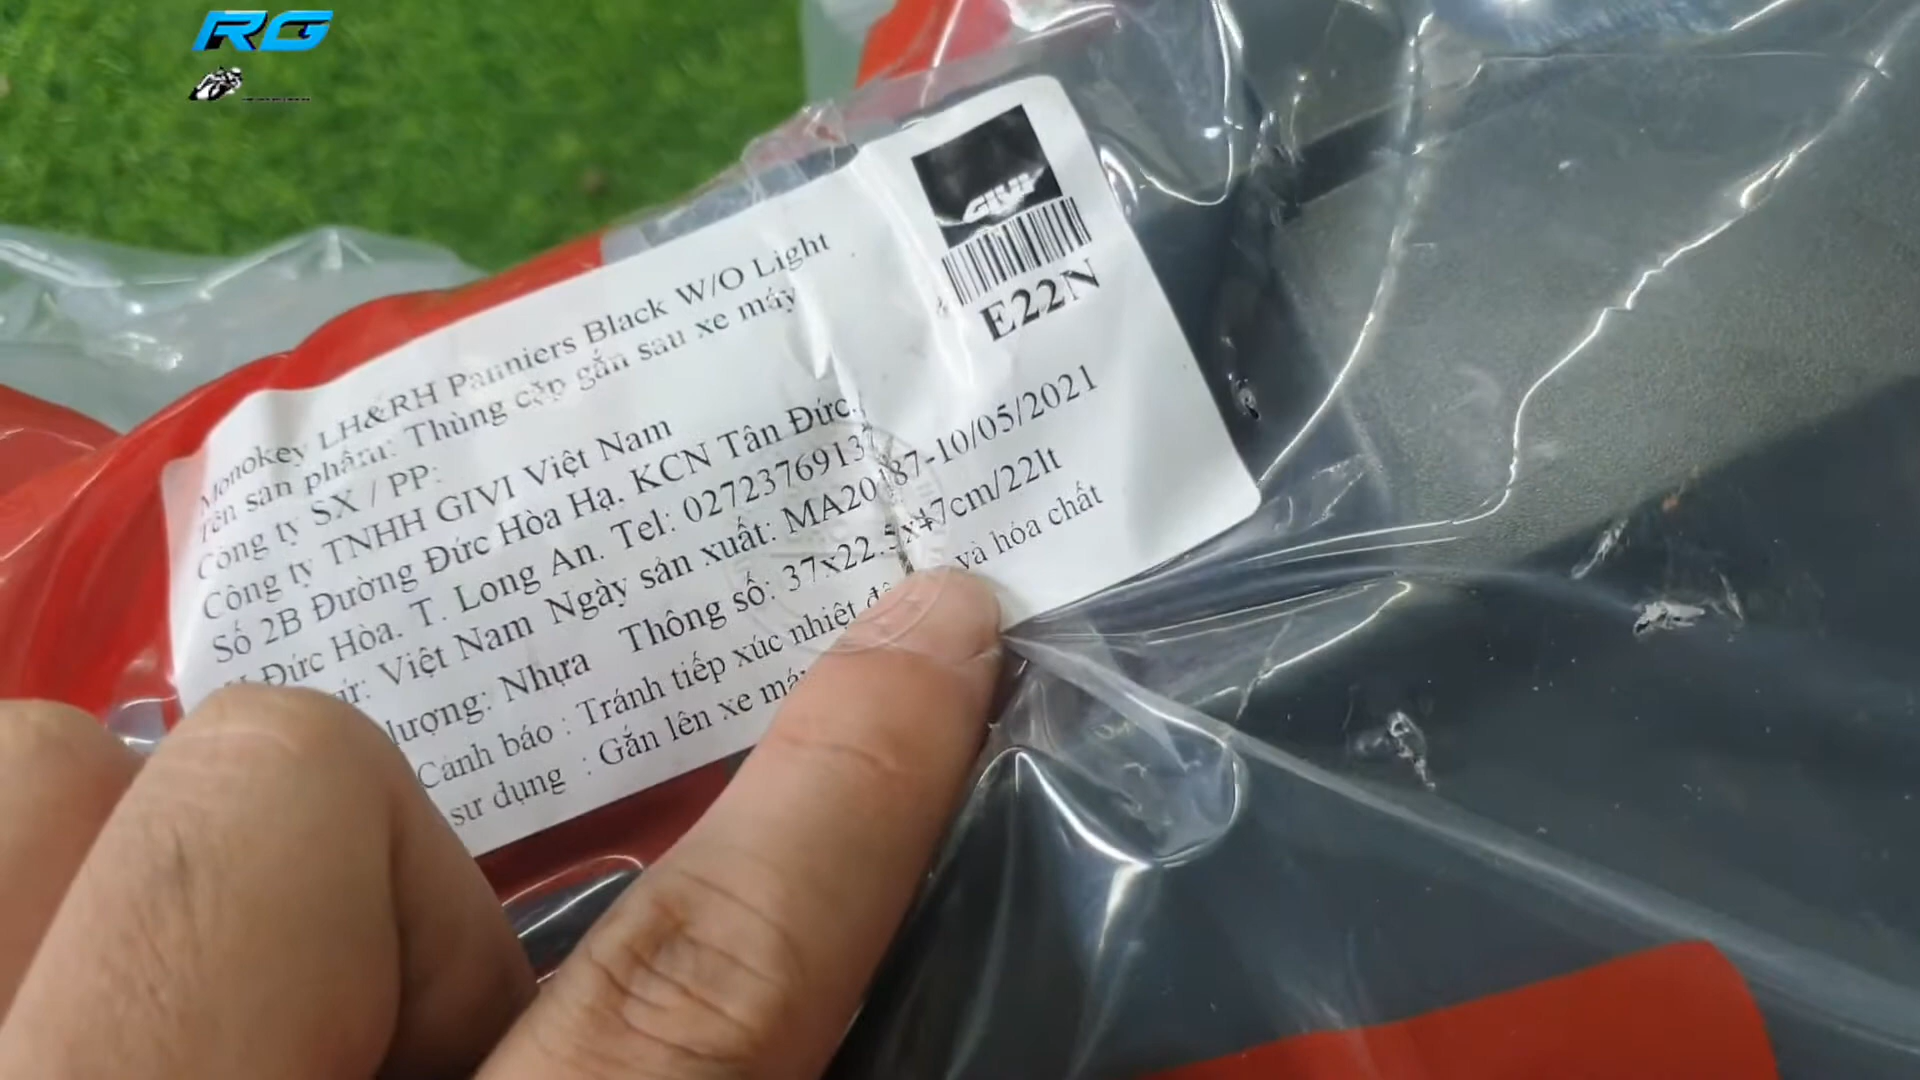 RG
GIVI
E22N
Monokey LH&RH Panniers Black W/O Light
Tên sản phẩm: Thùng cặp gắn sau xe máy
Công ty SX / PP:
Công ty TNHH GIVI Việt Nam
Số 2B Đường Đức Hòa Hạ. KCN Tân Đức.
Đức Hòa. T. Long An. Tel: 02723769137
Việt Nam Ngày sản xuất: MA20187-10/05/2021
lượng: Nhựa Thông số: 37x22.5x47cm/22lt
Cảnh báo : Tránh tiếp xúc nhiệt và hóa chất
sử dụng : Gắn lên xe máy